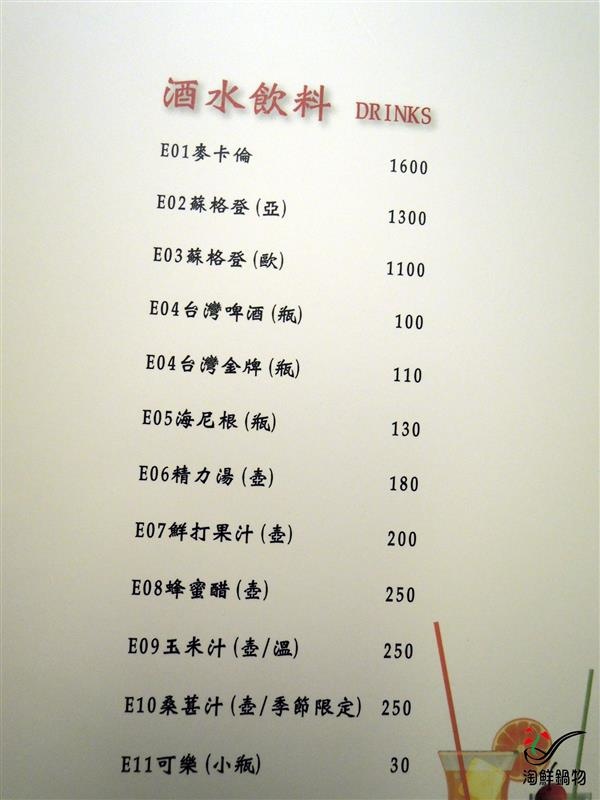 酒水飲料 DRINKS
E01麥卡倫 1600
E02蘇格登(亞) 1300
E03蘇格登(歐) 1100
E04台灣啤酒(瓶) 100
E04台灣金牌(瓶) 110
E05海尼根(瓶) 130
E06精力湯(壺) 180
E07鮮打果汁(壺) 200
E08蜂蜜醋(壺) 250
E09玉米汁(壺/溫) 250
E10桑葚汁(壺/季節限定) 250
E11可樂(小瓶) 30
淘鮮鍋物